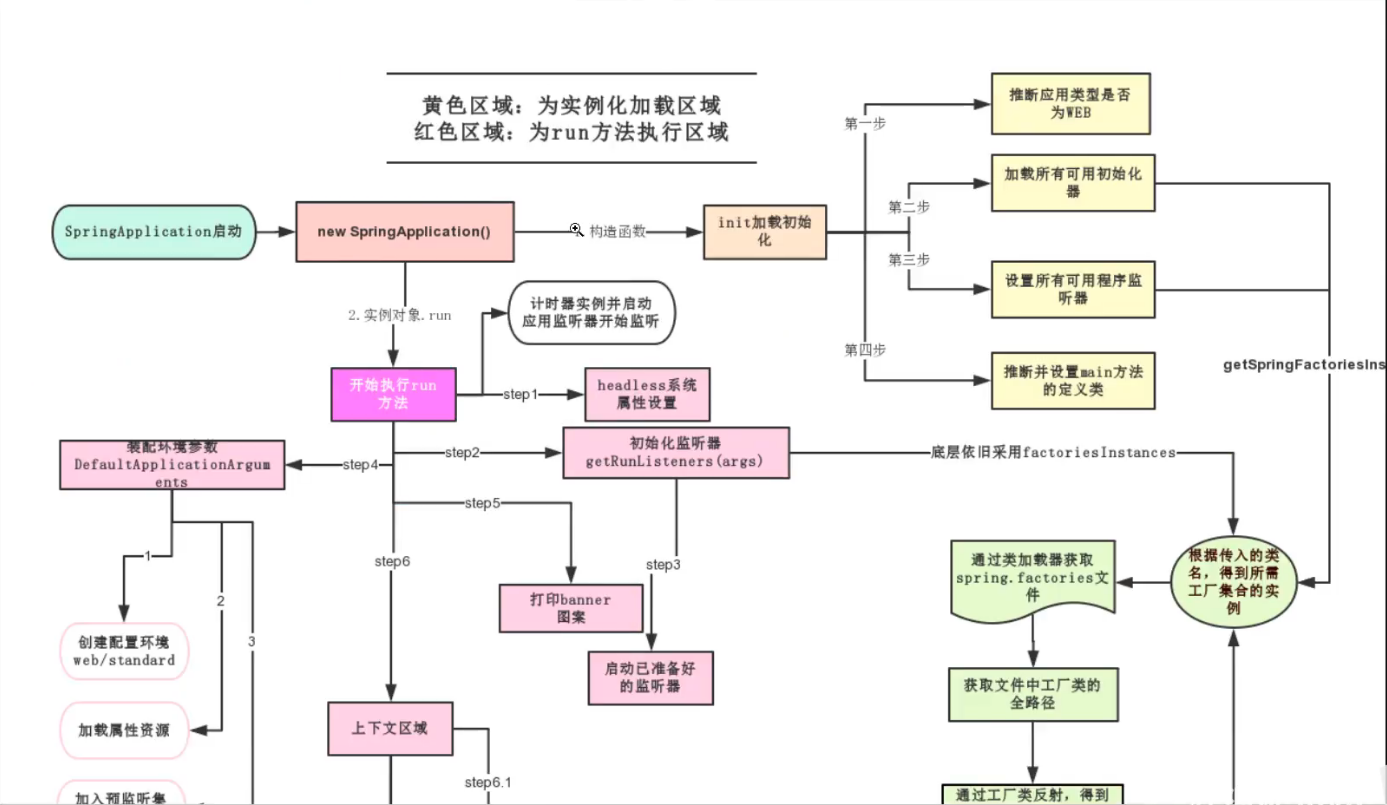 黄色区域：为实例化加载区域
红色区域：为run方法执行区域
推断应用类型是否
为WEB
第一步
加载所有可用初始化
器
第二步
SpringApplication启动
new SpringApplication()
构造函数
init加载初始
化
第三步
设置所有可用程序监
听器
计时器实例并启动
应用监听器开始监听
2.实例对象.run
第四步
推断并设置main方法
的定义类
getSpringFactoriesIns
开始执行run
方法
step1
headless系统
属性设置
装配环境参数
DefaultApplicationArgum
ents
step4
step2
初始化监听器
getRunListeners(args)
底层依旧采用factoriesInstances
step5
step6
step3
通过类加载器获取
spring.factories文
件
根据传入的类
名，得到所需
工厂集合的实
例
1
2
3
打印banner
图案
创建配置环境
web/standard
启动已准备好
的监听器
获取文件中工厂类的
全路径
加载属性资源
上下文区域
step6.1
加入预监听集
通过工厂类反射，得到